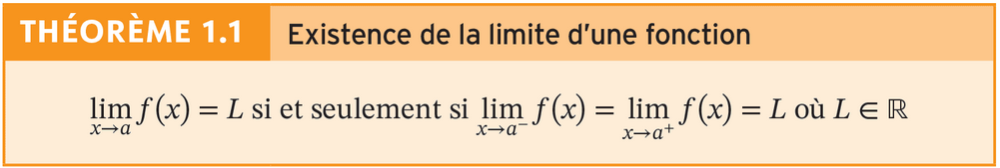 THÉORÈME 1.1 Existence de la limite d’une fonction
lim x→a f(x) = L si et seulement si lim x→a⁻ f(x) = lim x→a⁺ f(x) = L où L ∈ ℝ